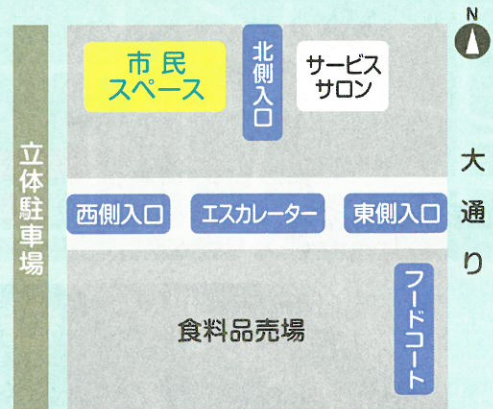 N
市民
スペース
北側入口
サービス
サロン
立体駐車場
大通り
西側入口
エスカレーター
東側入口
フードコート
食料品売場